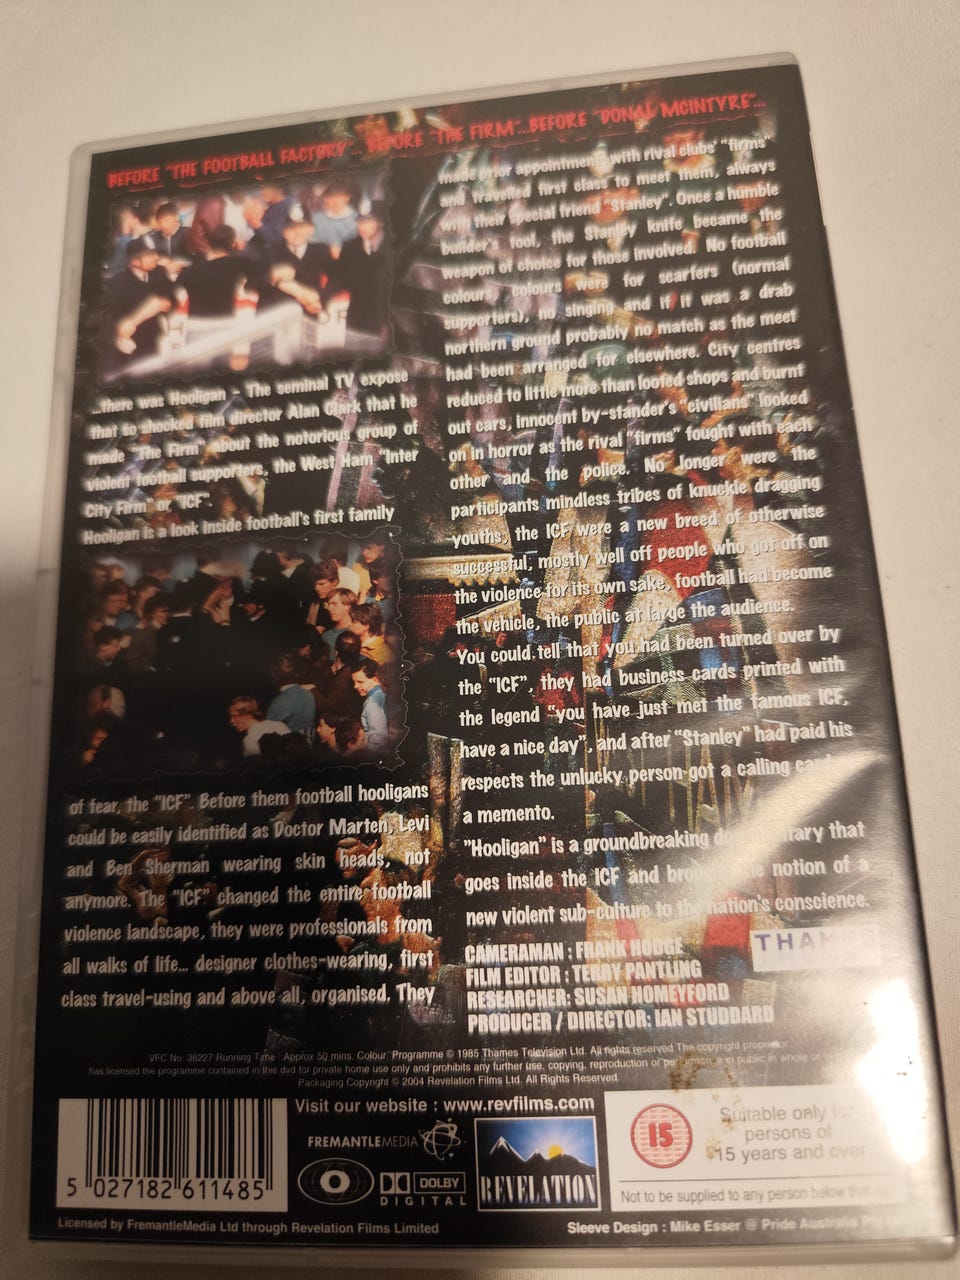 BEFORE "THE FOOTBALL FACTORY"... BEFORE "THE FIRM"...BEFORE "DONAL MCINTYRE"...
...there was Hooligan - The seminal TV expose
that so shocked film director Alan Clark that he
made "The Firm" about the notorious group of
violent football supporters, the West Ham "Inter
City Firm" or "ICF".
Hooligan is a look inside football's first family
of fear, the "ICF". Before them football hooligans
could be easily identified as Doctor Marten, Levi
and Ben Sherman wearing skin heads, not
anymore. The "ICF" changed the entire football
violence landscape, they were professionals from
all walks of life... designer clothes-wearing, first
class travel-using and above all, organised. They
made prior appointments with rival clubs' "firms"
and travelled first class to meet them, always
with their special friend "Stanley". Once a humble
builder's tool, the Stanley knife became the
weapon of choice for those involved. No football
colours, colours were for scarfers (normal
supporters), no singing and if it was a drab
northern ground probably no match as the meet
had been arranged for elsewhere. City centres
reduced to little more than looted shops and burnt
out cars, innocent by-stander's "civilians" looked
on in horror as the rival "firms" fought with each
other and the police. No longer were the
participants mindless tribes of knuckle dragging
youths, the ICF were a new breed of otherwise
successful, mostly well off people who got off on
the violence for its own sake, football had become
the vehicle, the public at large the audience.
You could tell that you had been turned over by
the "ICF", they had business cards printed with
the legend "you have just met the famous ICF,
have a nice day", and after "Stanley" had paid his
respects the unlucky person got a calling
a memento.
"Hooligan" is a groundbreaking that
goes inside the ICF and notion of a
new violent sub-culture to the nation's conscience.
CAMERAMAN : FRANK HODGE
FILM EDITOR : TERRY PANTLING
RESEARCHER: SUSAN HOMEYFORD
PRODUCER / DIRECTOR: IAN STUDDARD
VFC No: 36227 Running Time : Approx 50 mins. Colour. Programme © 1985 Thames Television Ltd. All rights reserved The copyright proprietor
has licensed the programme contained in this dvd for private home use only and prohibits any further use, copying, reproduction or in public in whole or
Packaging Copyright © 2004 Revelation Films Ltd. All Rights Reserved
Visit our website : www.revfilms.com
FREMANTLEMEDIA
DOLBY
DIGITAL
REVELATION
5 027182 611485
15
Suitable only
persons of
15 years and over
Not to be supplied to any person below
Licensed by FremantleMedia Ltd through Revelation Films Limited
Sleeve Design : Mike Esser @ Pride Australia